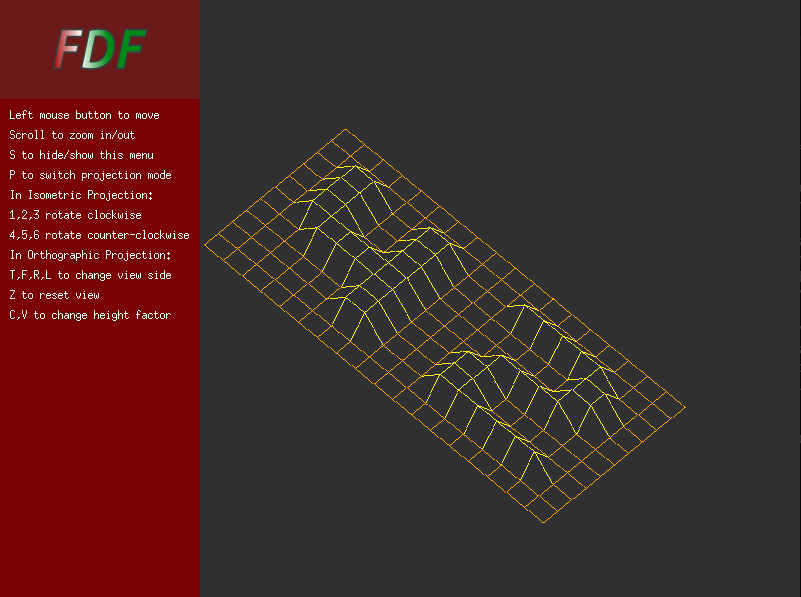 FDF
Left mouse button to move
Scroll to zoom in/out
S to hide/show this menu
P to switch projection mode
In Isometric Projection:
1,2,3 rotate clockwise
4,5,6 rotate counter-clockwise
In Orthographic Projection:
T,F,R,L to change view side
Z to reset view
C,V to change height factor